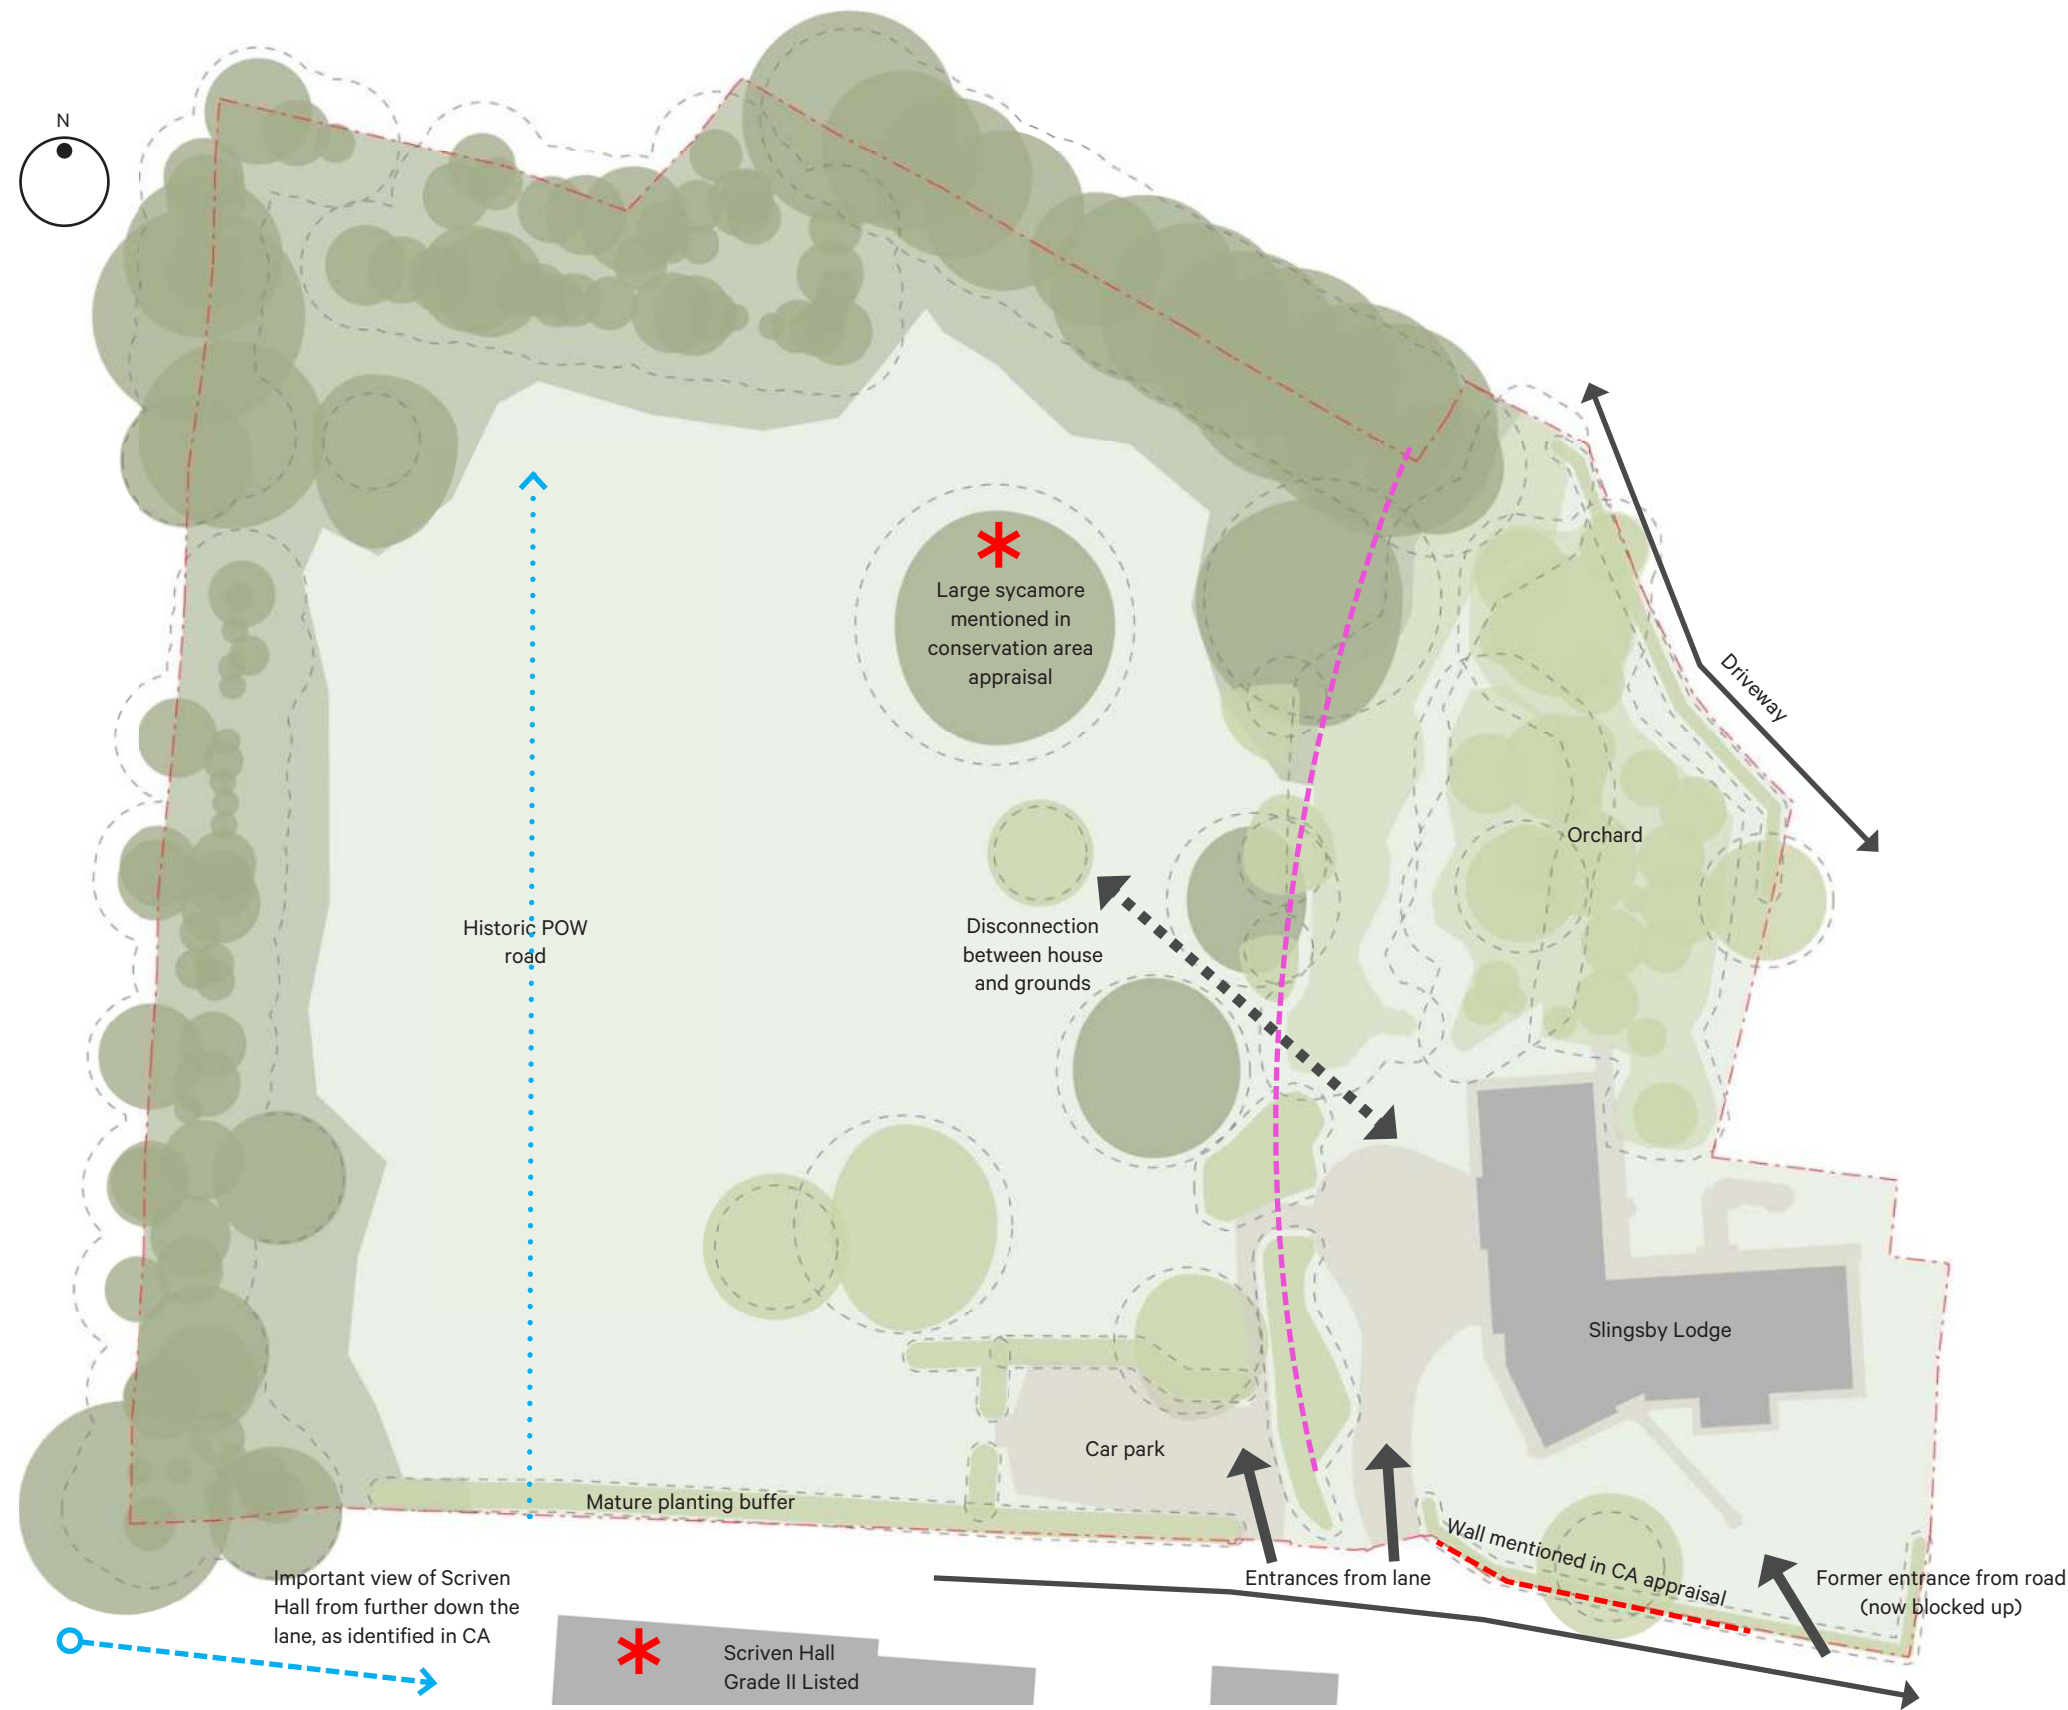 N
Large sycamore
mentioned in
conservation area
appraisal
Driveway
Orchard
Historic POW
road
Disconnection
between house
and grounds
Slingsby Lodge
Car park
Mature planting buffer
Wall mentioned in CA appraisal
Important view of Scriven
Hall from further down the
lane, as identified in CA
Entrances from lane
Former entrance from road
(now blocked up)
Scriven Hall
Grade II Listed